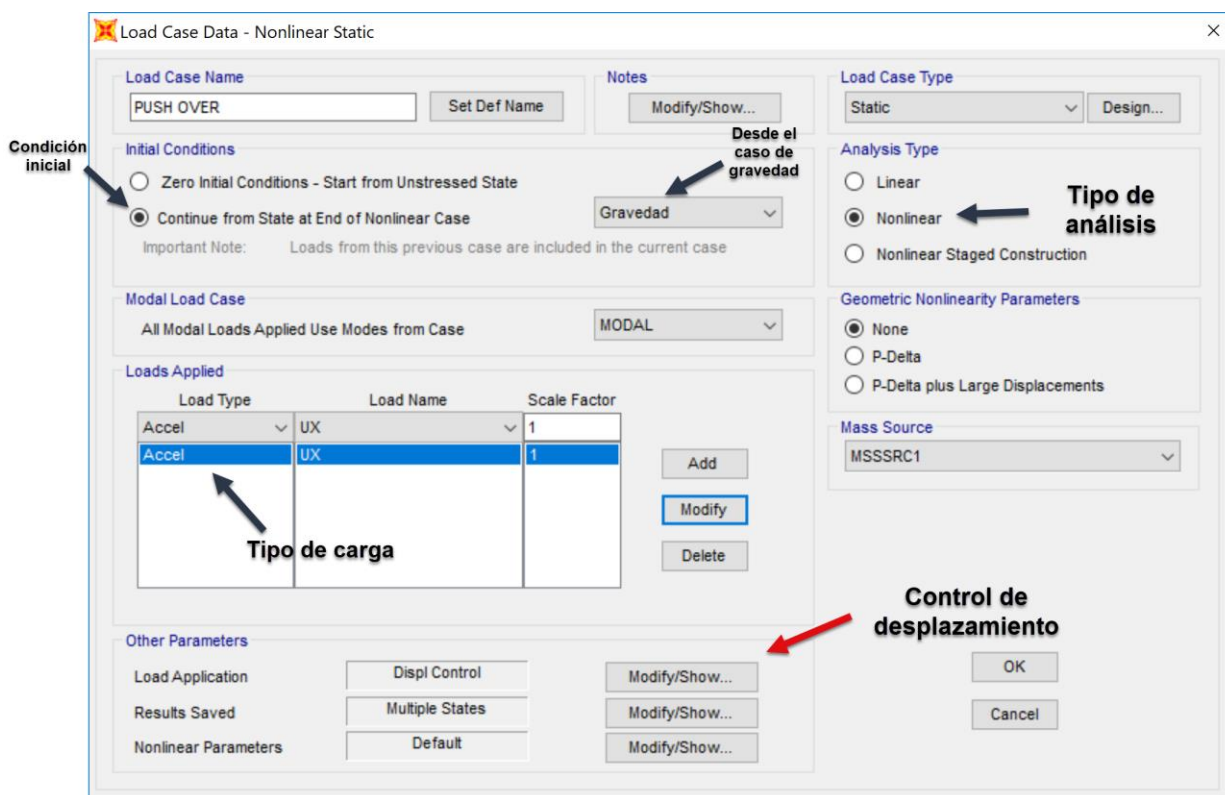 Load Case Data - Nonlinear Static
Load Case Name
PUSH OVER
Set Def Name
Notes
Modify/Show...
Load Case Type
Static
Design...
Condición
inicial
Initial Conditions
Zero Initial Conditions - Start from Unstressed State
Continue from State at End of Nonlinear Case
Gravedad
Important Note: Loads from this previous case are included in the current case
Desde el
caso de
gravedad
Analysis Type
Linear
Nonlinear
Nonlinear Staged Construction
Tipo de
análisis
Modal Load Case
All Modal Loads Applied Use Modes from Case
MODAL
Geometric Nonlinearity Parameters
None
P-Delta
P-Delta plus Large Displacements
Loads Applied
Load Type Load Name Scale Factor
Accel UX 1
Accel UX 1
Add
Modify
Delete
Tipo de carga
Mass Source
MSSSRC1
Control de
desplazamiento
Other Parameters
Load Application Displ Control Modify/Show...
Results Saved Multiple States Modify/Show...
Nonlinear Parameters Default Modify/Show...
OK
Cancel